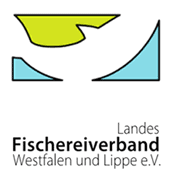 Landes
Fischereiverband
Westfalen und Lippe e.V.